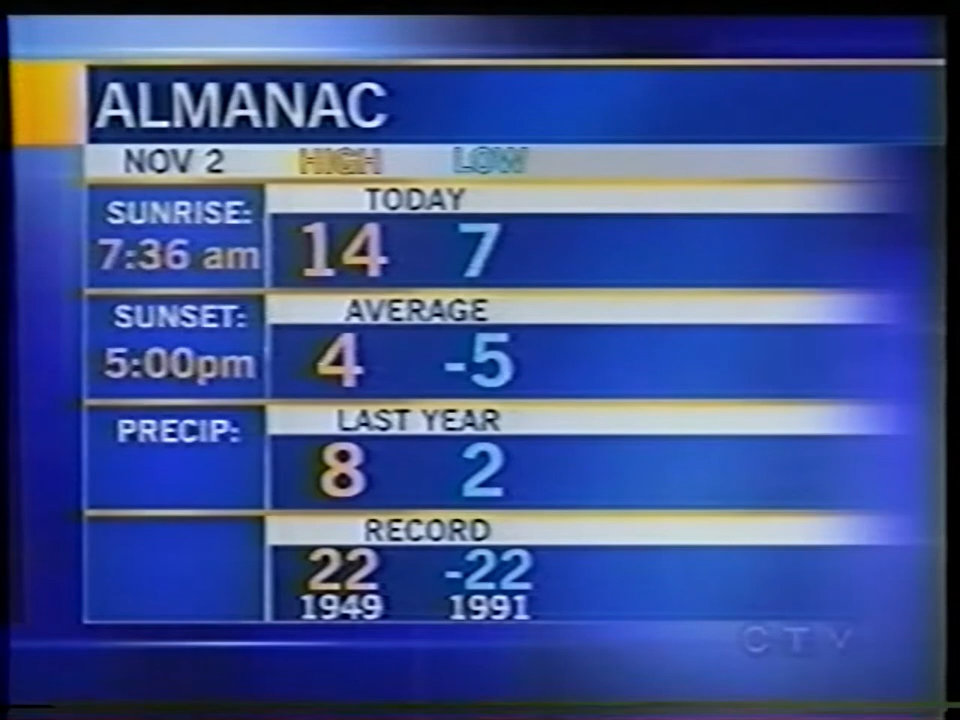 ALMANAC
NOV 2 HIGH LOW
SUNRISE:
7:36 am
TODAY
14 7
SUNSET:
5:00pm
AVERAGE
4 -5
PRECIP:
LAST YEAR
8 2
RECORD
22 -22
1949 1991
CTV